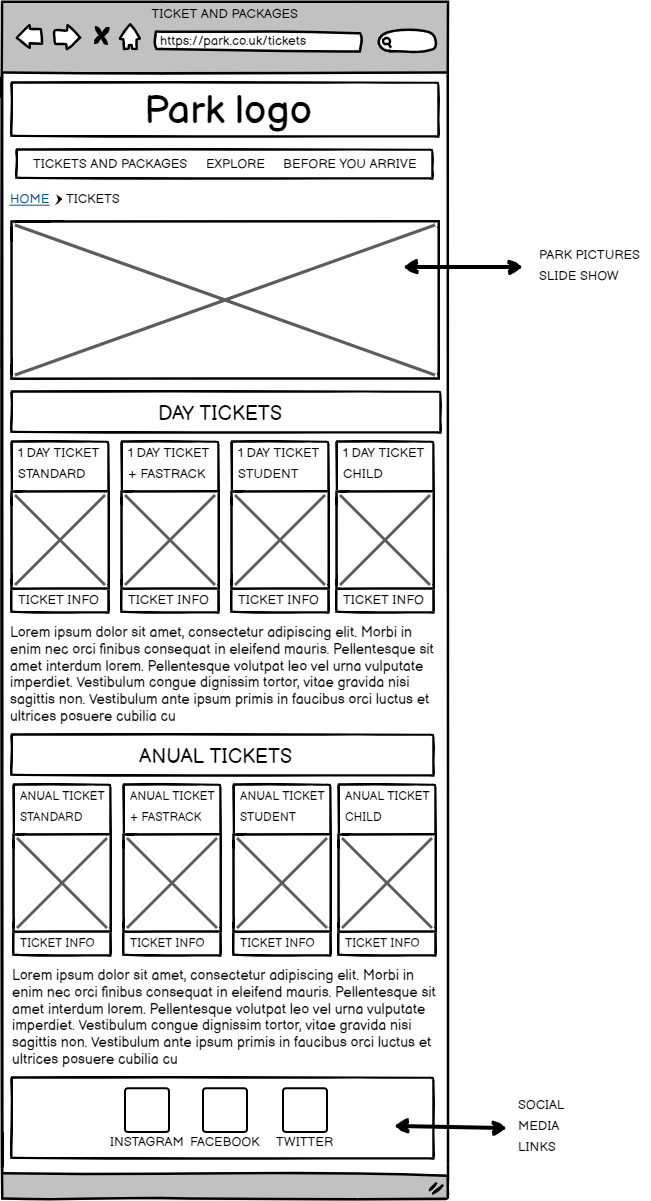 TICKET AND PACKAGES
https://park.co.uk/tickets
Park logo
TICKETS AND PACKAGES EXPLORE BEFORE YOU ARRIVE
HOME TICKETS
PARK PICTURES
SLIDE SHOW
DAY TICKETS
1 DAY TICKET
STANDARD
1 DAY TICKET
+ FASTRACK
1 DAY TICKET
STUDENT
1 DAY TICKET
CHILD
TICKET INFO
TICKET INFO
TICKET INFO
TICKET INFO
Lorem ipsum dolor sit amet, consectetur adipiscing elit. Morbi in
enim nec orci finibus consequat in eleifend mauris. Pellentesque sit
amet interdum lorem. Pellentesque volutpat leo vel urna vulputate
imperdiet. Vestibulum congue dignissim tortor, vitae gravida nisi
sagittis non. Vestibulum ante ipsum primis in faucibus orci luctus et
ultrices posuere cubilia cu
ANUAL TICKETS
ANUAL TICKET
STANDARD
ANUAL TICKET
+ FASTRACK
ANUAL TICKET
STUDENT
ANUAL TICKET
CHILD
TICKET INFO
TICKET INFO
TICKET INFO
TICKET INFO
Lorem ipsum dolor sit amet, consectetur adipiscing elit. Morbi in
enim nec orci finibus consequat in eleifend mauris. Pellentesque sit
amet interdum lorem. Pellentesque volutpat leo vel urna vulputate
imperdiet. Vestibulum congue dignissim tortor, vitae gravida nisi
sagittis non. Vestibulum ante ipsum primis in faucibus orci luctus et
ultrices posuere cubilia cu
INSTAGRAM FACEBOOK TWITTER
SOCIAL
MEDIA
LINKS